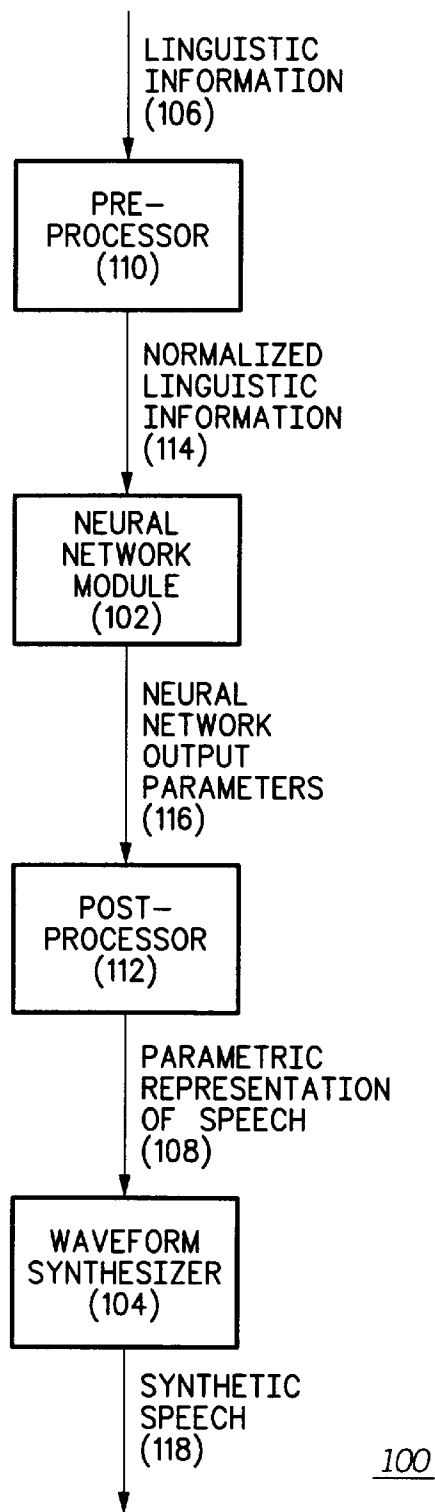 LINGUISTIC
INFORMATION
(106)
PRE-
PROCESSOR
(110)
NORMALIZED
LINGUISTIC
INFORMATION
(114)
NEURAL
NETWORK
MODULE
(102)
NEURAL
NETWORK
OUTPUT
PARAMETERS
(116)
POST-
PROCESSOR
(112)
PARAMETRIC
REPRESENTATION
OF SPEECH
(108)
WAVEFORM
SYNTHESIZER
(104)
SYNTHETIC
SPEECH
(118)
100